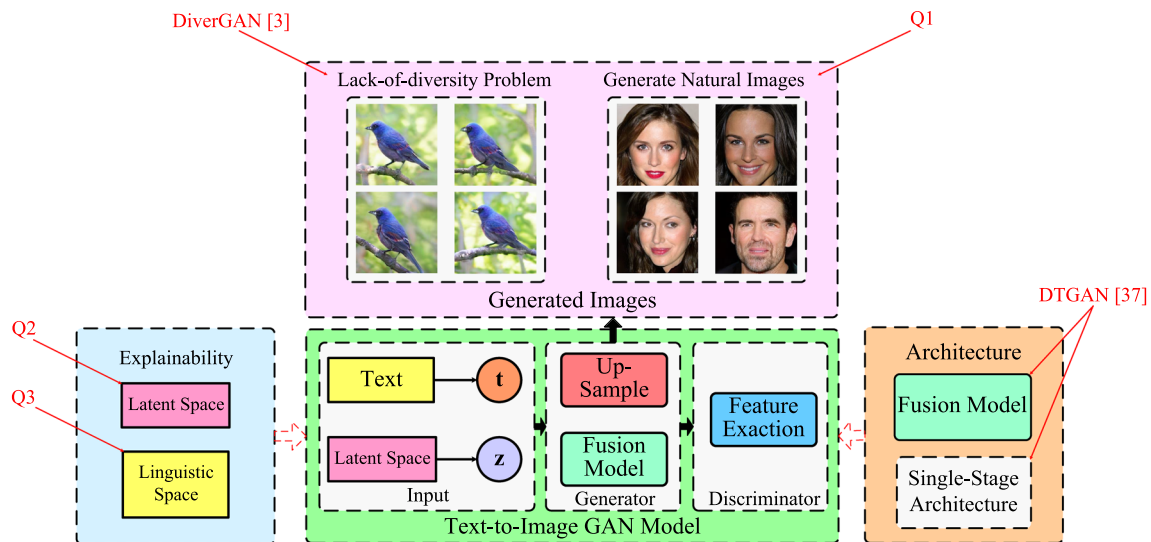 DiverGAN [3]
Q1
Lack-of-diversity Problem
Generate Natural Images
Generated Images
DTGAN [37]
Q2
Q3
Explainability
Latent Space
Linguistic
Space
Text
t
Latent Space
z
Input
Up-
Sample
Fusion
Model
Generator
Feature
Exaction
Discriminator
Text-to-Image GAN Model
Architecture
Fusion Model
Single-Stage
Architecture